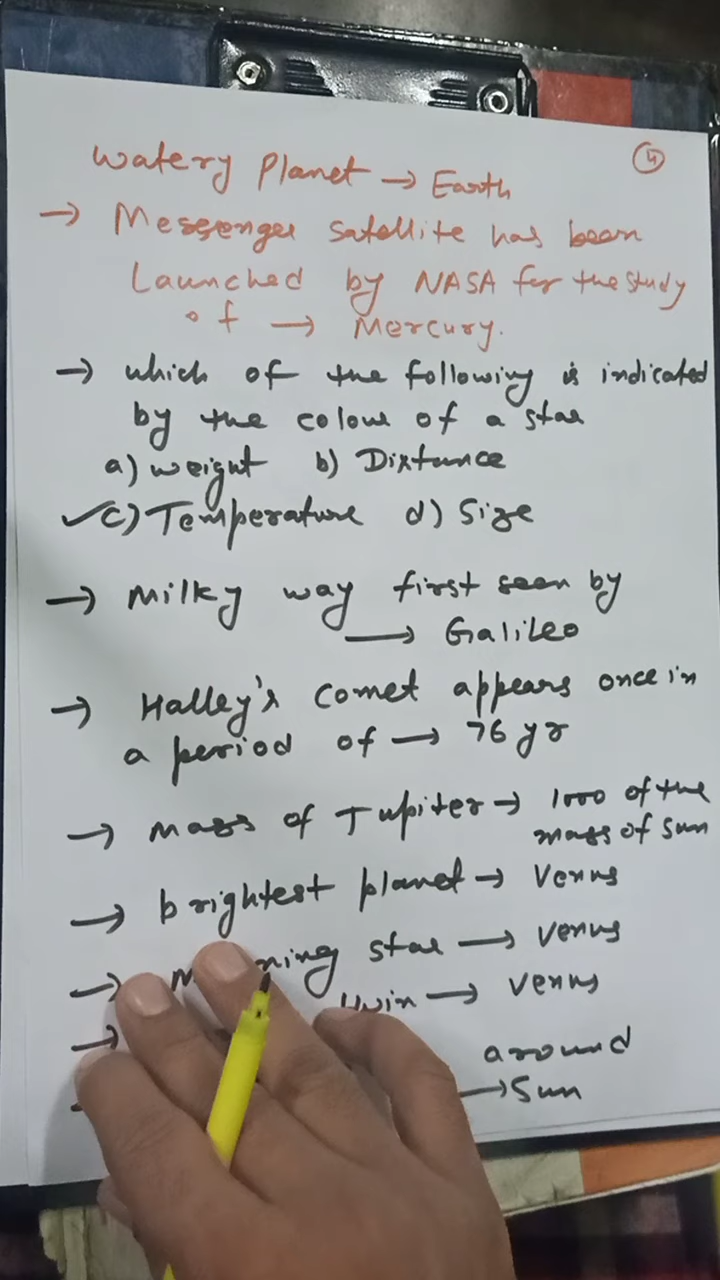 4
Watery Planet → Earth
→ Messenger satellite has been
Launched by NASA for the study
of → Mercury.
→ which of the following is indicated
by the colour of a star
a) weight b) Distance
✓c) Temperature d) Size
→ Milky way first seen by
→ Galileo
→ Halley's comet appears once in
a period of → 76 yr
→ mass of Jupiter → 1000 of the
mass of sun
→ brightest planet → Venus
→ star → Venus
→ → Venus
around
→ Sun